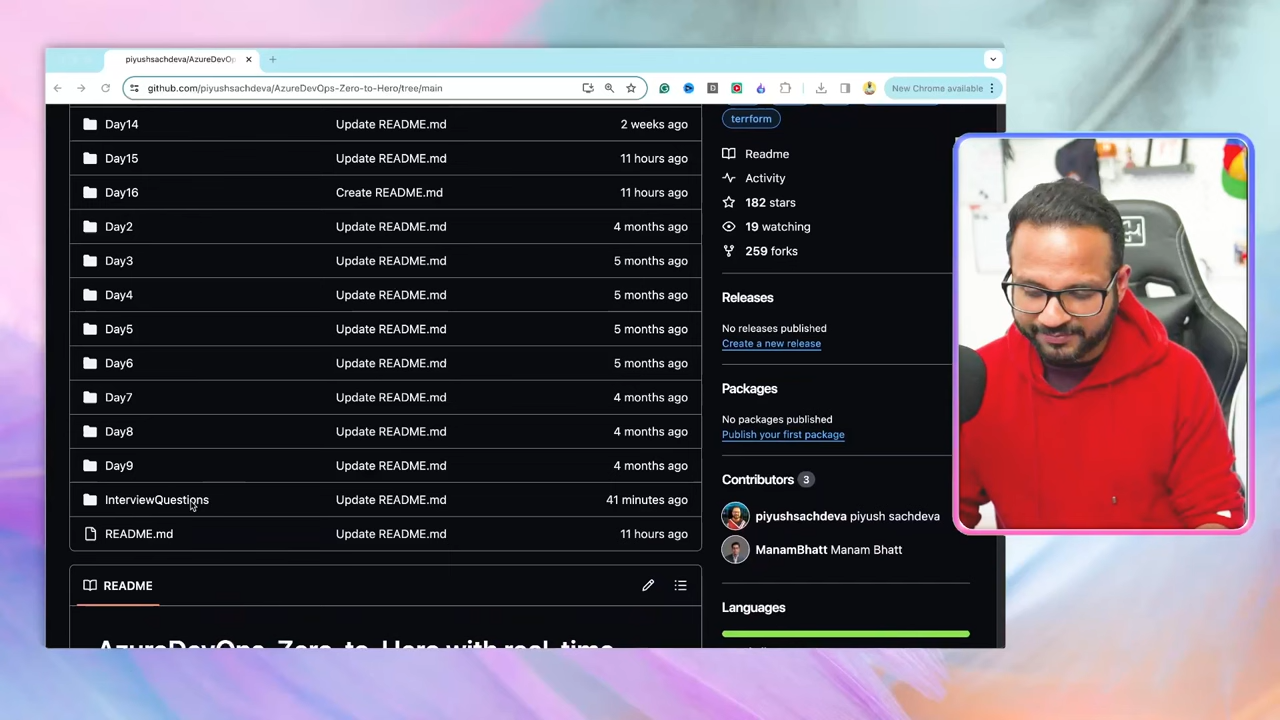 piyushsachdeva/AzureDevOp
github.com/piyushsachdeva/AzureDevOps-Zero-to-Hero/tree/main
New Chrome available
Day14 Update README.md 2 weeks ago
Day15 Update README.md 11 hours ago
Day16 Create README.md 11 hours ago
Day2 Update README.md 4 months ago
Day3 Update README.md 5 months ago
Day4 Update README.md 5 months ago
Day5 Update README.md 5 months ago
Day6 Update README.md 5 months ago
Day7 Update README.md 4 months ago
Day8 Update README.md 4 months ago
Day9 Update README.md 4 months ago
InterviewQuestions Update README.md 41 minutes ago
README.md Update README.md 11 hours ago
README
AzureDevOps-Zero-to-Hero with real-time
terrform
Readme
Activity
182 stars
19 watching
259 forks
Releases
No releases published
Create a new release
Packages
No packages published
Publish your first package
Contributors 3
piyushsachdeva piyush sachdeva
ManamBhatt Manam Bhatt
Languages